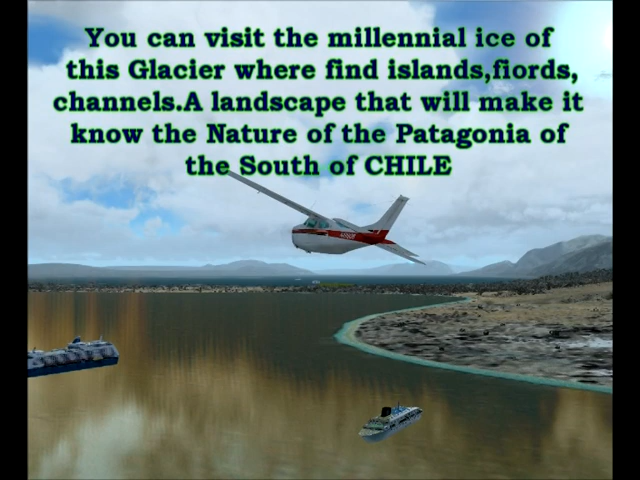 You can visit the millennial ice of
this Glacier where find islands,fiords,
channels.A landscape that will make it
know the Nature of the Patagonia of
the South of CHILE